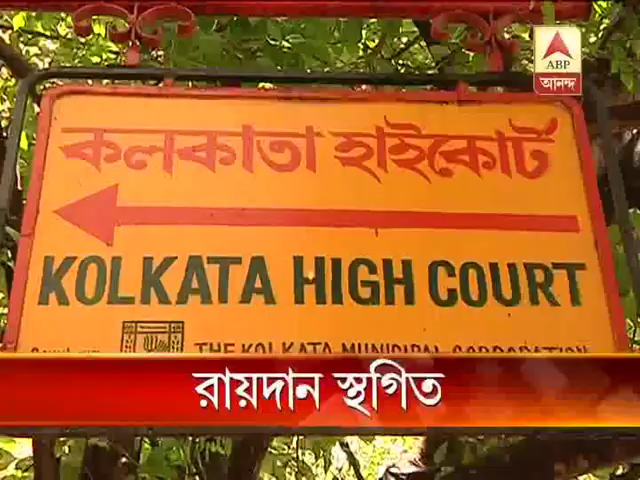 ABP
আনন্দ
কলকাতা হাইকোর্ট
KOLKATA HIGH COURT
THE KOLKATA MUNICIPAL CORPORATION
রায়দান স্থগিত